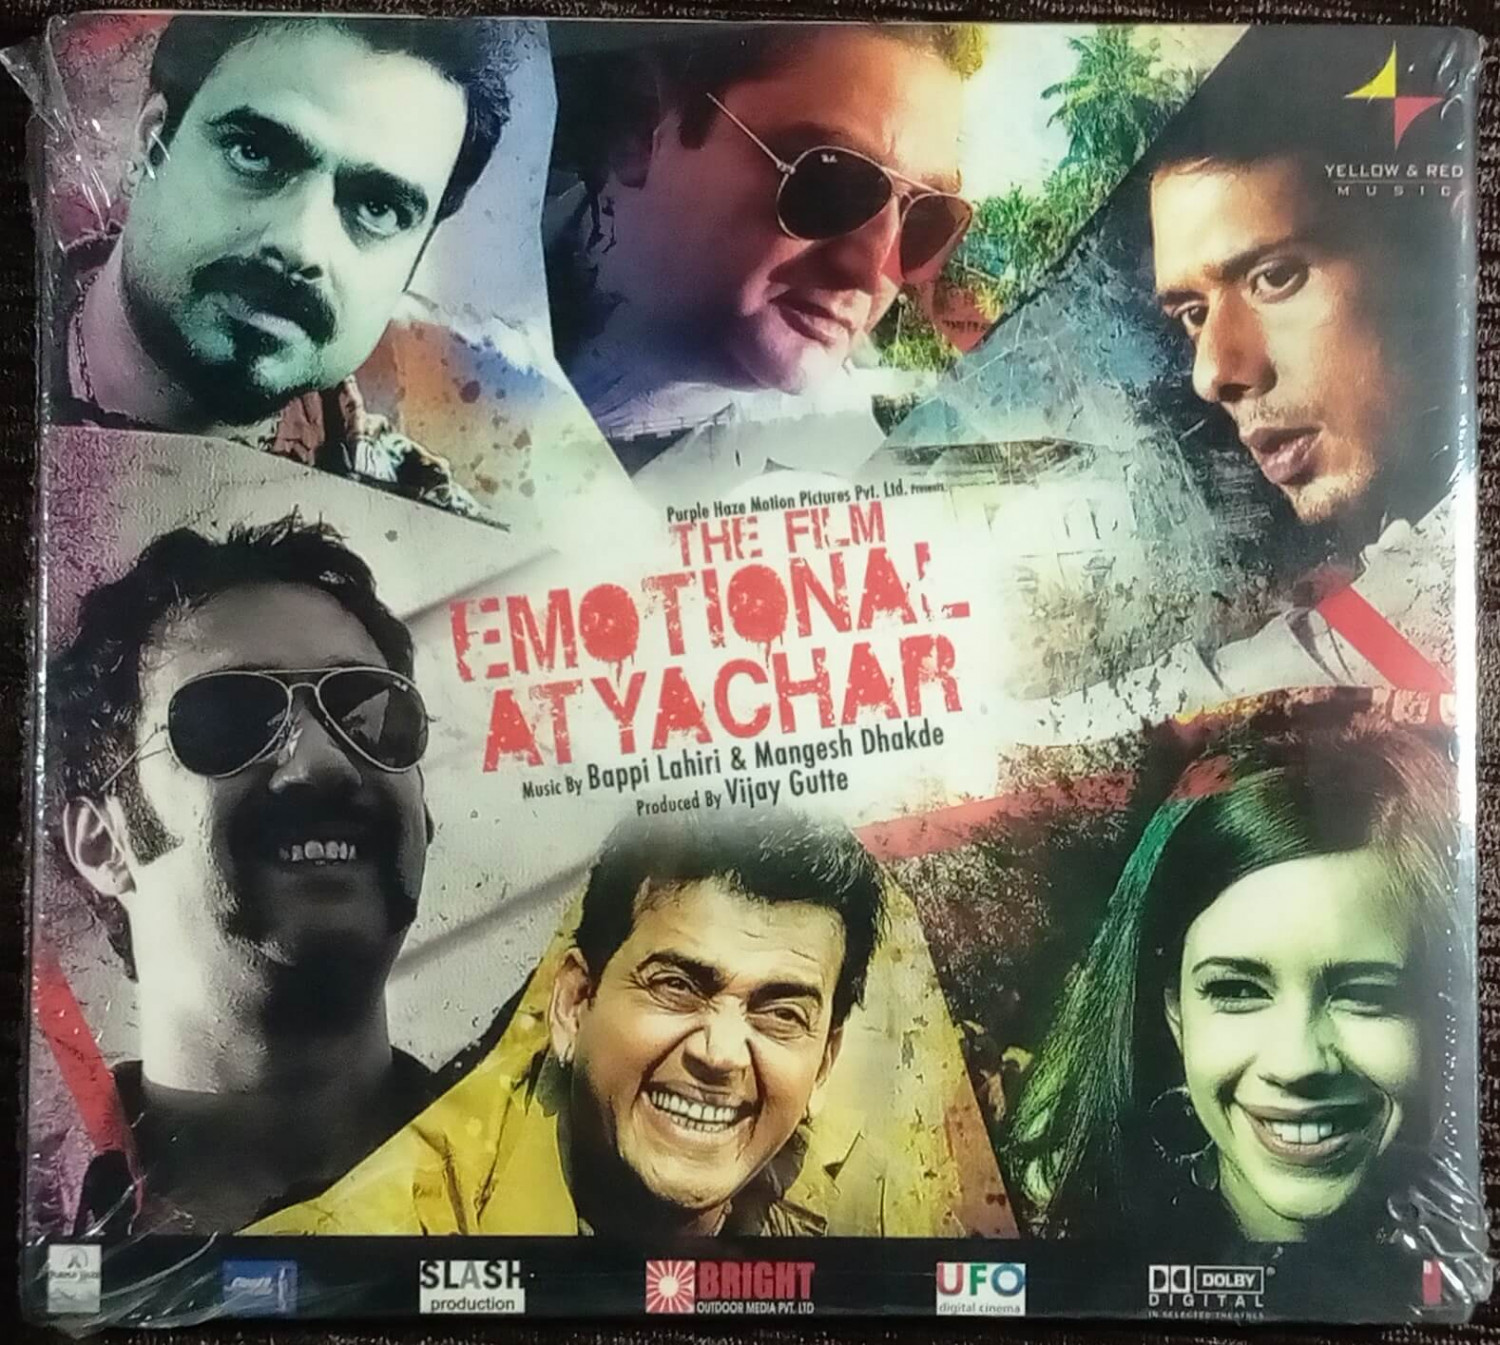 YELLOW & RED
MUSIC
Purple Haze Motion Pictures Pvt. Ltd. Presents
THE FILM
EMOTIONAL
ATYACHAR
Music By Bappi Lahiri & Mangesh Dhakde
Produced By Vijay Gutte
SLASH
production
BRIGHT
OUTDOOR MEDIA PVT. LTD
UFO
digital cinema
DOLBY
DIGITAL
IN SELECTED THEATRES